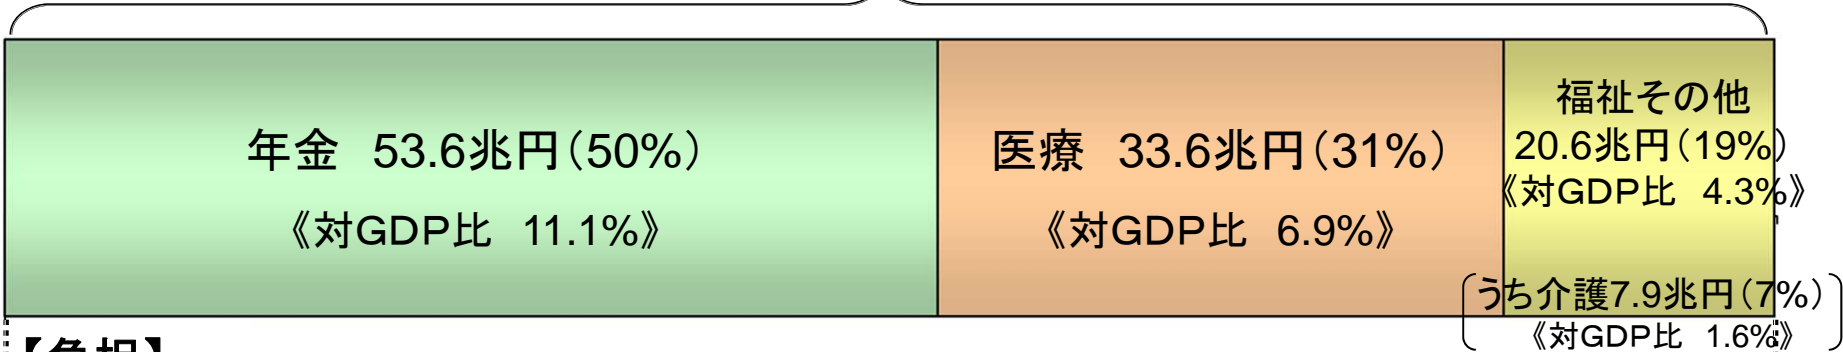 年金　53.6兆円（50%）
《対GDP比　11.1%》
医療　33.6兆円（31%）
《対GDP比　6.9%》
福祉その他
20.6兆円（19%）
《対GDP比　4.3%》
うち介護7.9兆円（7%）
《対GDP比　1.6%》
【負担】